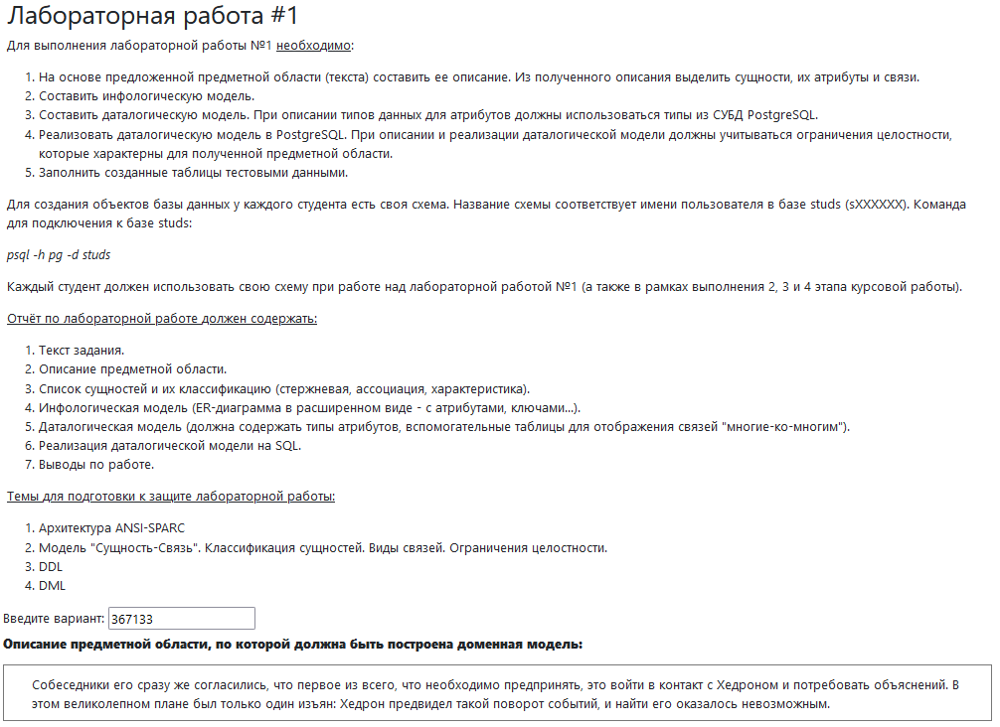 Лабораторная работа #1
Для выполнения лабораторной работы №1 необходимо:
1. На основе предложенной предметной области (текста) составить ее описание. Из полученного описания выделить сущности, их атрибуты и связи.
2. Составить инфологическую модель.
3. Составить даталогическую модель. При описании типов данных для атрибутов должны использоваться типы из СУБД PostgreSQL.
4. Реализовать даталогическую модель в PostgreSQL. При описании и реализации даталогической модели должны учитываться ограничения целостности,
которые характерны для полученной предметной области.
5. Заполнить созданные таблицы тестовыми данными.
Для создания объектов базы данных у каждого студента есть своя схема. Название схемы соответствует имени пользователя в базе studs (sXXXXXX). Команда
для подключения к базе studs:
psql -h pg -d studs
Каждый студент должен использовать свою схему при работе над лабораторной работой №1 (а также в рамках выполнения 2, 3 и 4 этапа курсовой работы).
Отчёт по лабораторной работе должен содержать:
1. Текст задания.
2. Описание предметной области.
3. Список сущностей и их классификацию (стержневая, ассоциация, характеристика).
4. Инфологическая модель (ER-диаграмма в расширенном виде - с атрибутами, ключами...).
5. Даталогическая модель (должна содержать типы атрибутов, вспомогательные таблицы для отображения связей "многие-ко-многим").
6. Реализация даталогической модели на SQL.
7. Выводы по работе.
Темы для подготовки к защите лабораторной работы:
1. Архитектура ANSI-SPARC
2. Модель "Сущность-Связь". Классификация сущностей. Виды связей. Ограничения целостности.
3. DDL
4. DML
Введите вариант: 367133
Описание предметной области, по которой должна быть построена доменная модель:
Собеседники его сразу же согласились, что первое из всего, что необходимо предпринять, это войти в контакт с Хедроном и потребовать объяснений. В
этом великолепном плане был только один изъян: Хедрон предвидел такой поворот событий, и найти его оказалось невозможным.